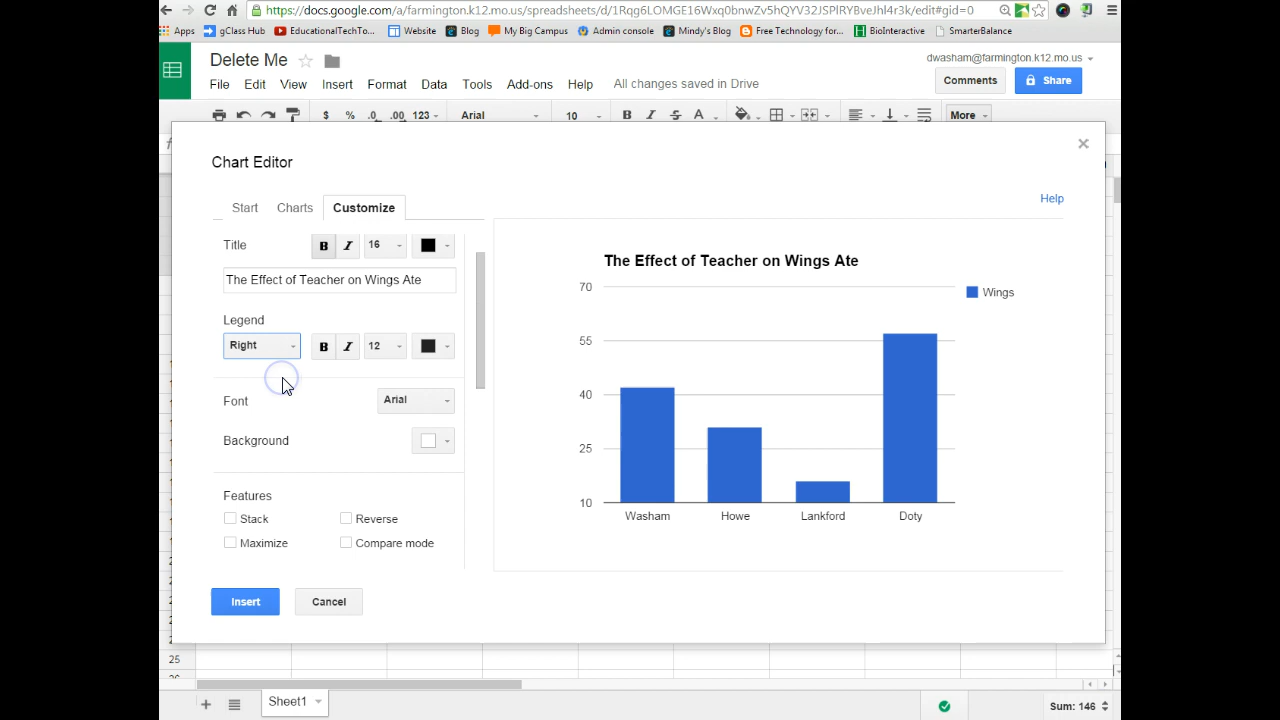 https://docs.google.com/a/farmington.k12.mo.us/spreadsheets/d/1Rqg6LOMGE16Wxq0bnwZv5hQYV32JSPlRYBveJhl4r3k/edit#gid=0
Apps gClass Hub EducationalTechTo... Website Blog My Big Campus Admin console Mindy's Blog Free Technology for... BioInteractive SmarterBalance
Delete Me
dwasham@farmington.k12.mo.us
File Edit View Insert Format Data Tools Add-ons Help All changes saved in Drive
Comments Share
$ % .0 .00 123 Arial 10 B I S A More
Chart Editor
Help
Start Charts Customize
Title B I 16
The Effect of Teacher on Wings Ate
Legend
Right B I 12
Font Arial
Background
Features
Stack Reverse
Maximize Compare mode
Insert Cancel
The Effect of Teacher on Wings Ate
Wings
70
55
40
25
10
Washam Howe Lankford Doty
25
Sheet1
Sum: 146